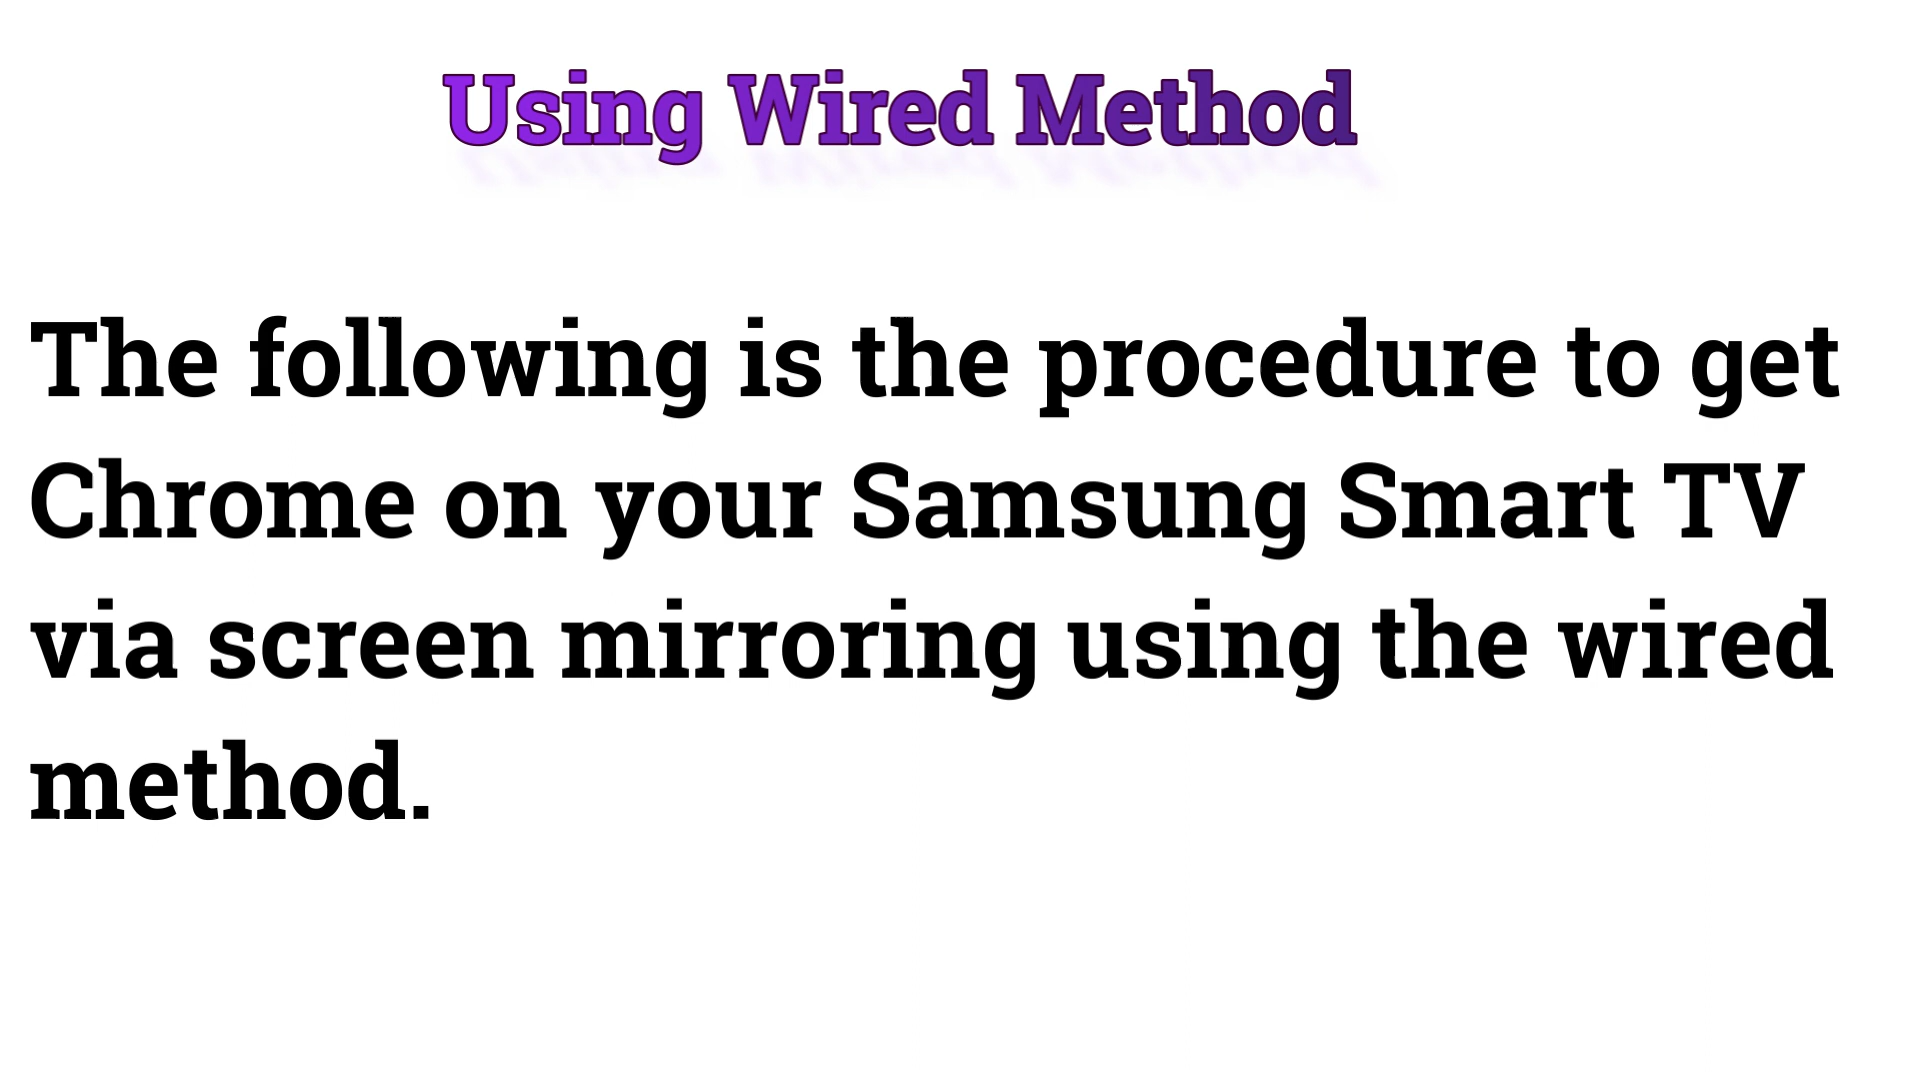 Using Wired Method
The following is the procedure to get
Chrome on your Samsung Smart TV
via screen mirroring using the wired
method.